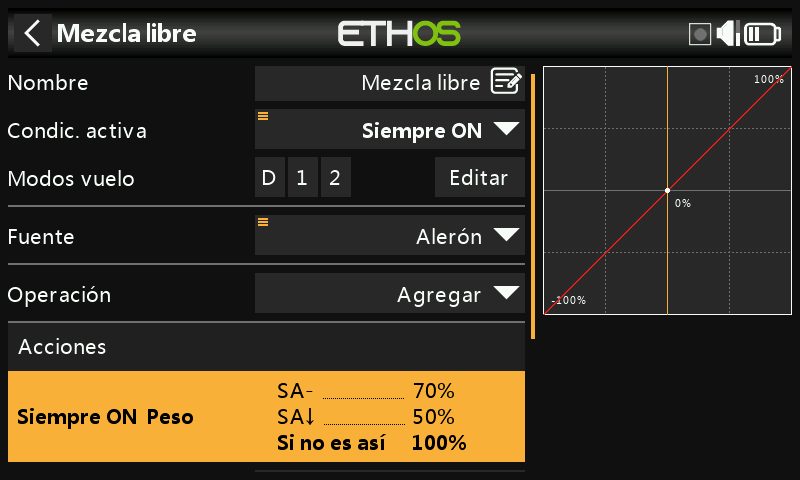 Mezcla libre
ETHOS
Nombre
Mezcla libre
Condic. activa
Siempre ON
Modos vuelo
D 1 2
Editar
Fuente
Alerón
Operación
Agregar
Acciones
Siempre ON Peso
SA- 70%
SA↓ 50%
Si no es así 100%
100%
0%
-100%